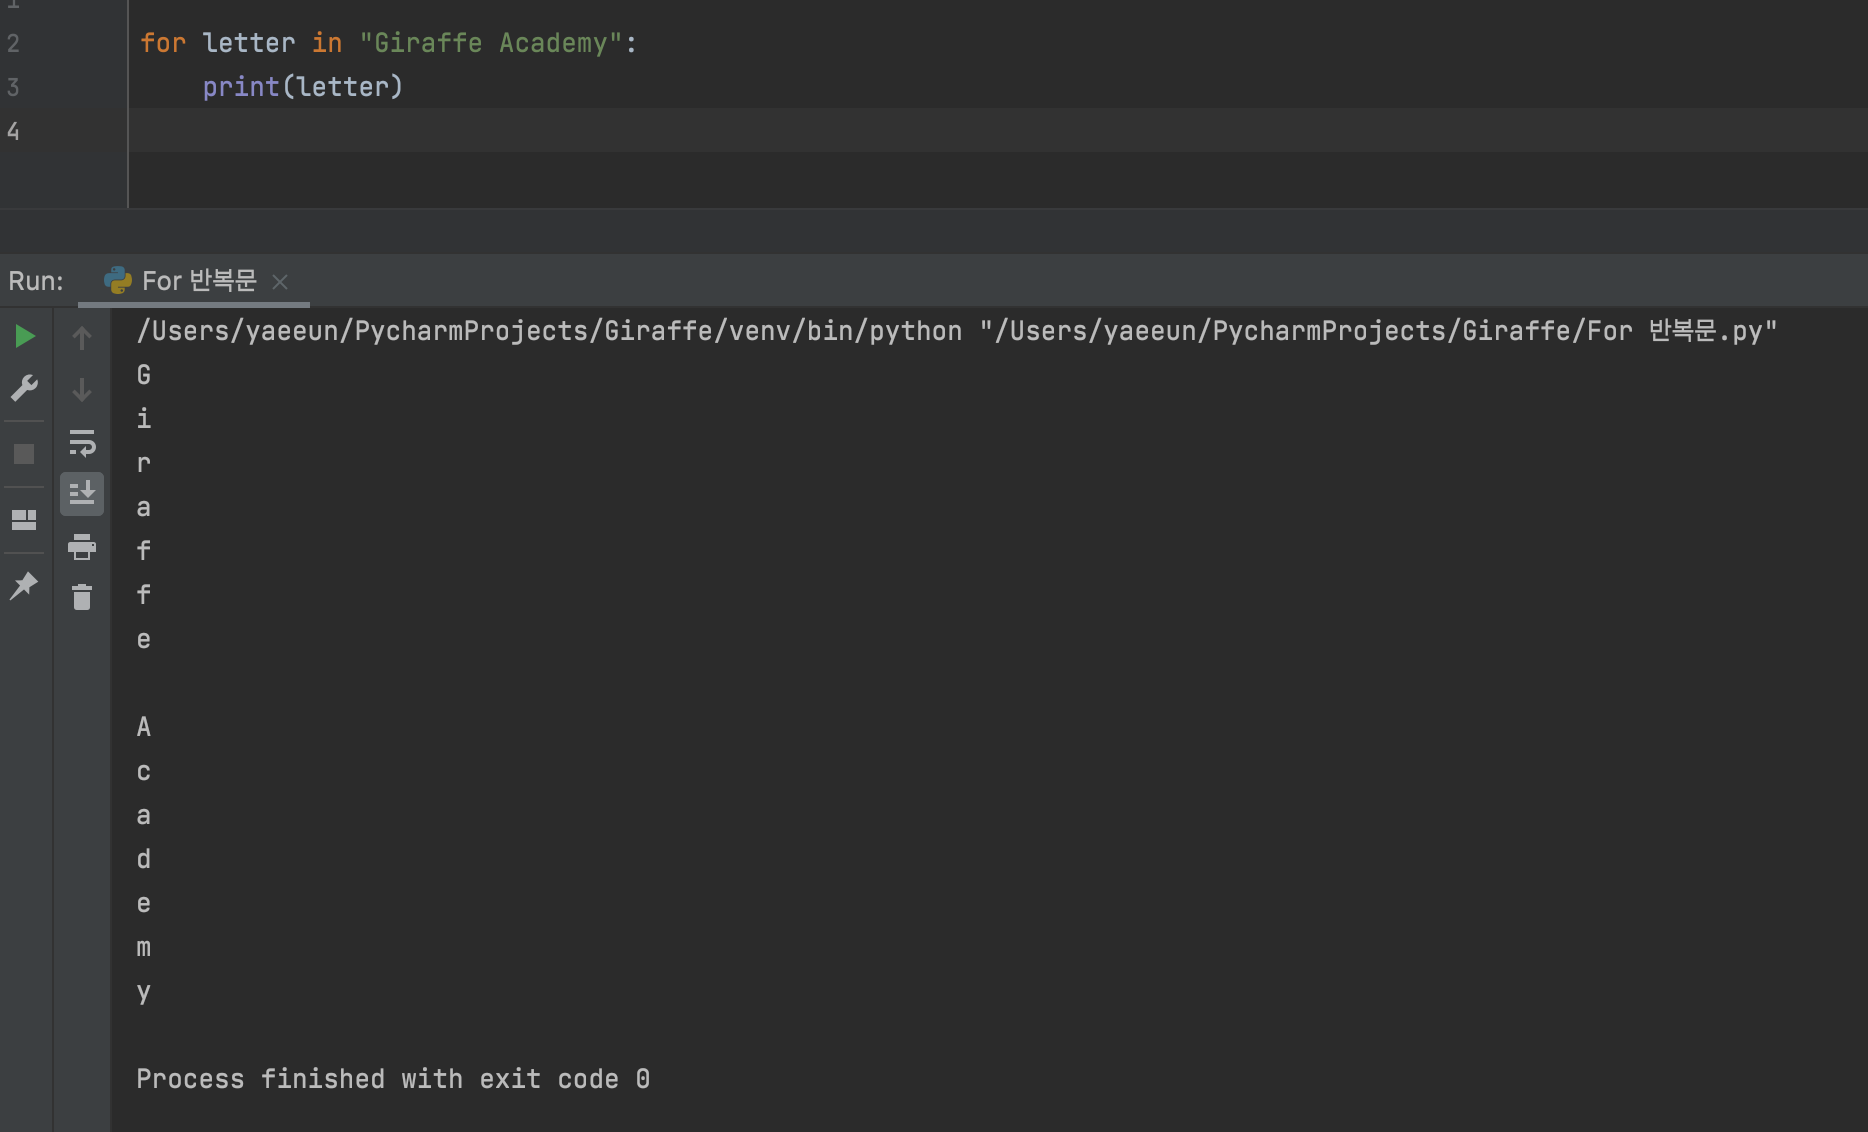 1
2 for letter in "Giraffe Academy":
3 print(letter)
4
Run: For 반복문
/Users/yaeeun/PycharmProjects/Giraffe/venv/bin/python "/Users/yaeeun/PycharmProjects/Giraffe/For 반복문.py"
G
i
r
a
f
f
e

A
c
a
d
e
m
y

Process finished with exit code 0